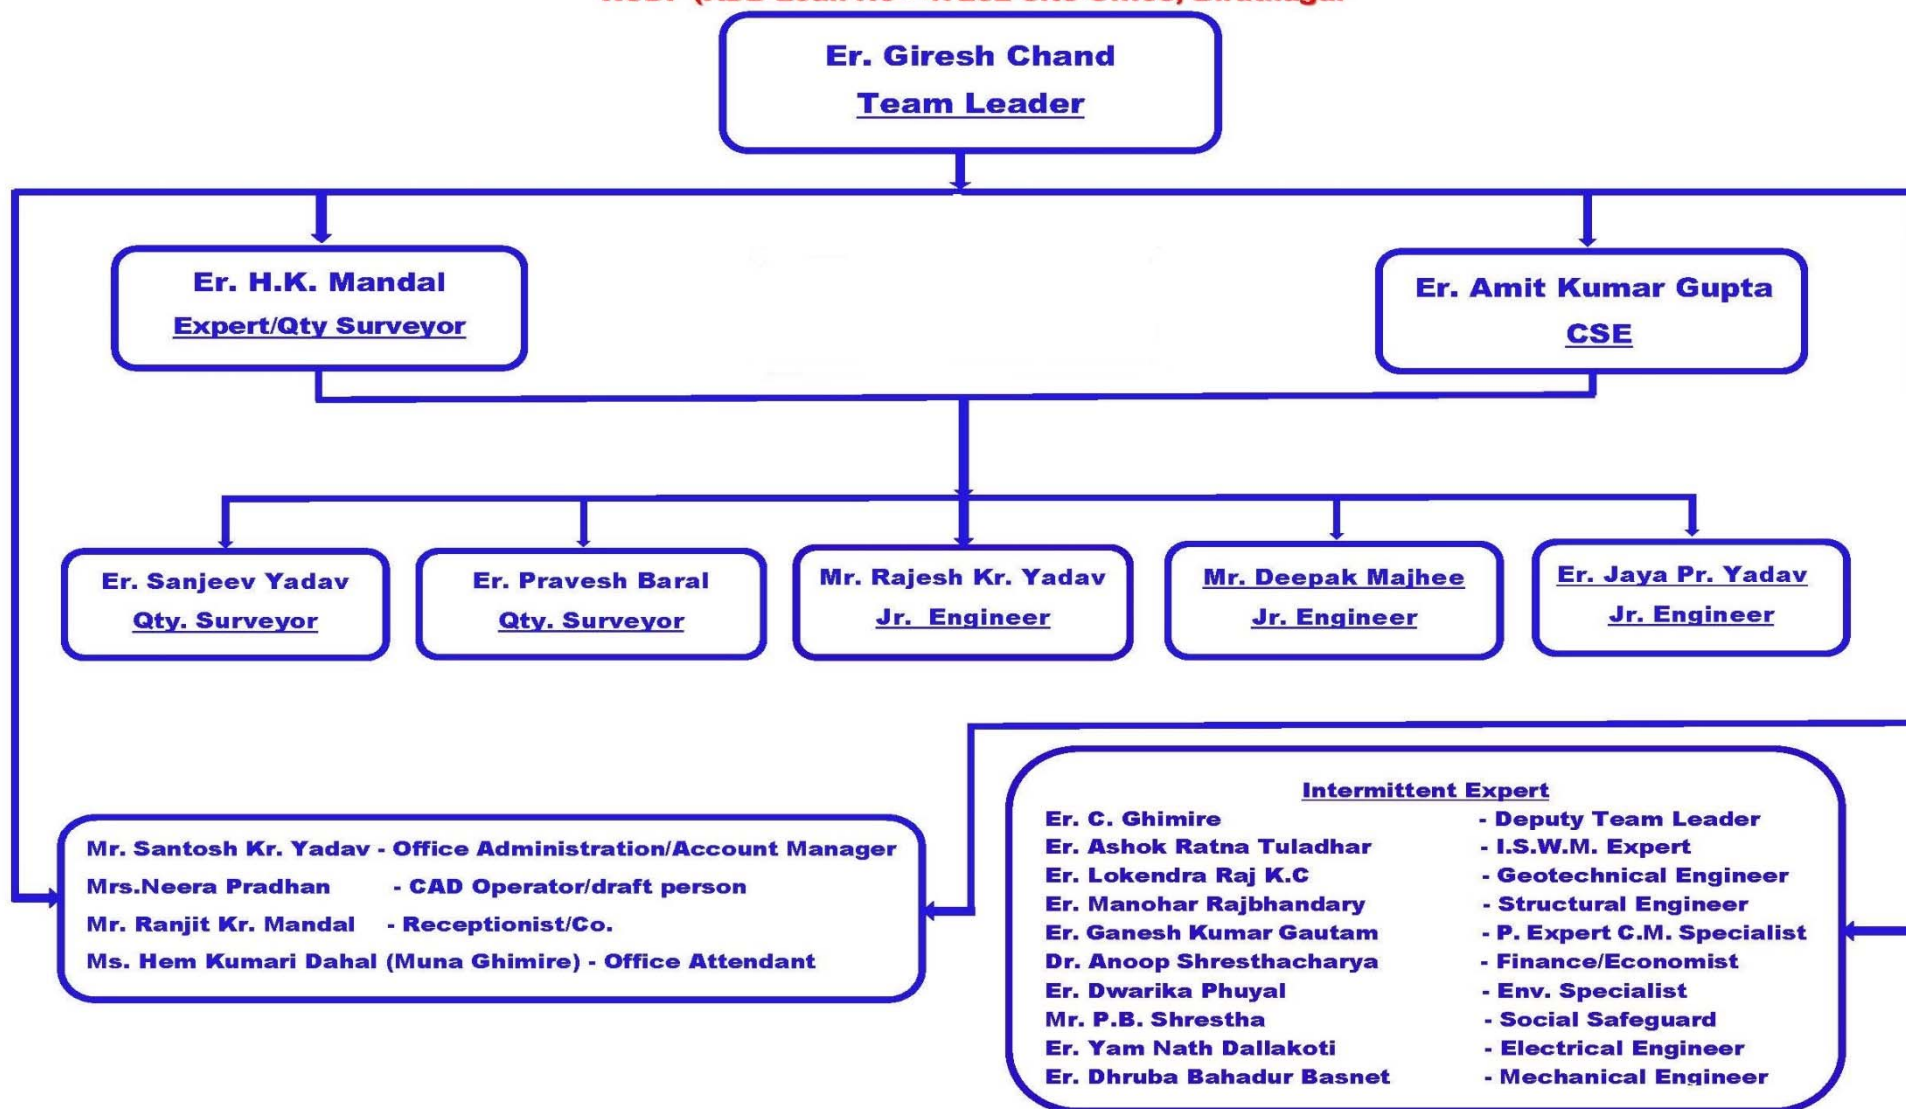 Er. Giresh Chand
Team Leader
Er. H.K. Mandal
Expert/Qty Surveyor
Er. Amit Kumar Gupta
CSE
Er. Sanjeev Yadav
Qty. Surveyor
Er. Pravesh Baral
Qty. Surveyor
Mr. Rajesh Kr. Yadav
Jr. Engineer
Mr. Deepak Majhee
Jr. Engineer
Er. Jaya Pr. Yadav
Jr. Engineer
Mr. Santosh Kr. Yadav - Office Administration/Account Manager
Mrs.Neera Pradhan - CAD Operator/draft person
Mr. Ranjit Kr. Mandal - Receptionist/Co.
Ms. Hem Kumari Dahal (Muna Ghimire) - Office Attendant
Intermittent Expert
Er. C. Ghimire - Deputy Team Leader
Er. Ashok Ratna Tuladhar - I.S.W.M. Expert
Er. Lokendra Raj K.C - Geotechnical Engineer
Er. Manohar Rajbhandary - Structural Engineer
Er. Ganesh Kumar Gautam - P. Expert C.M. Specialist
Dr. Anoop Shresthacharya - Finance/Economist
Er. Dwarika Phuyal - Env. Specialist
Mr. P.B. Shrestha - Social Safeguard
Er. Yam Nath Dallakoti - Electrical Engineer
Er. Dhruba Bahadur Basnet - Mechanical Engineer